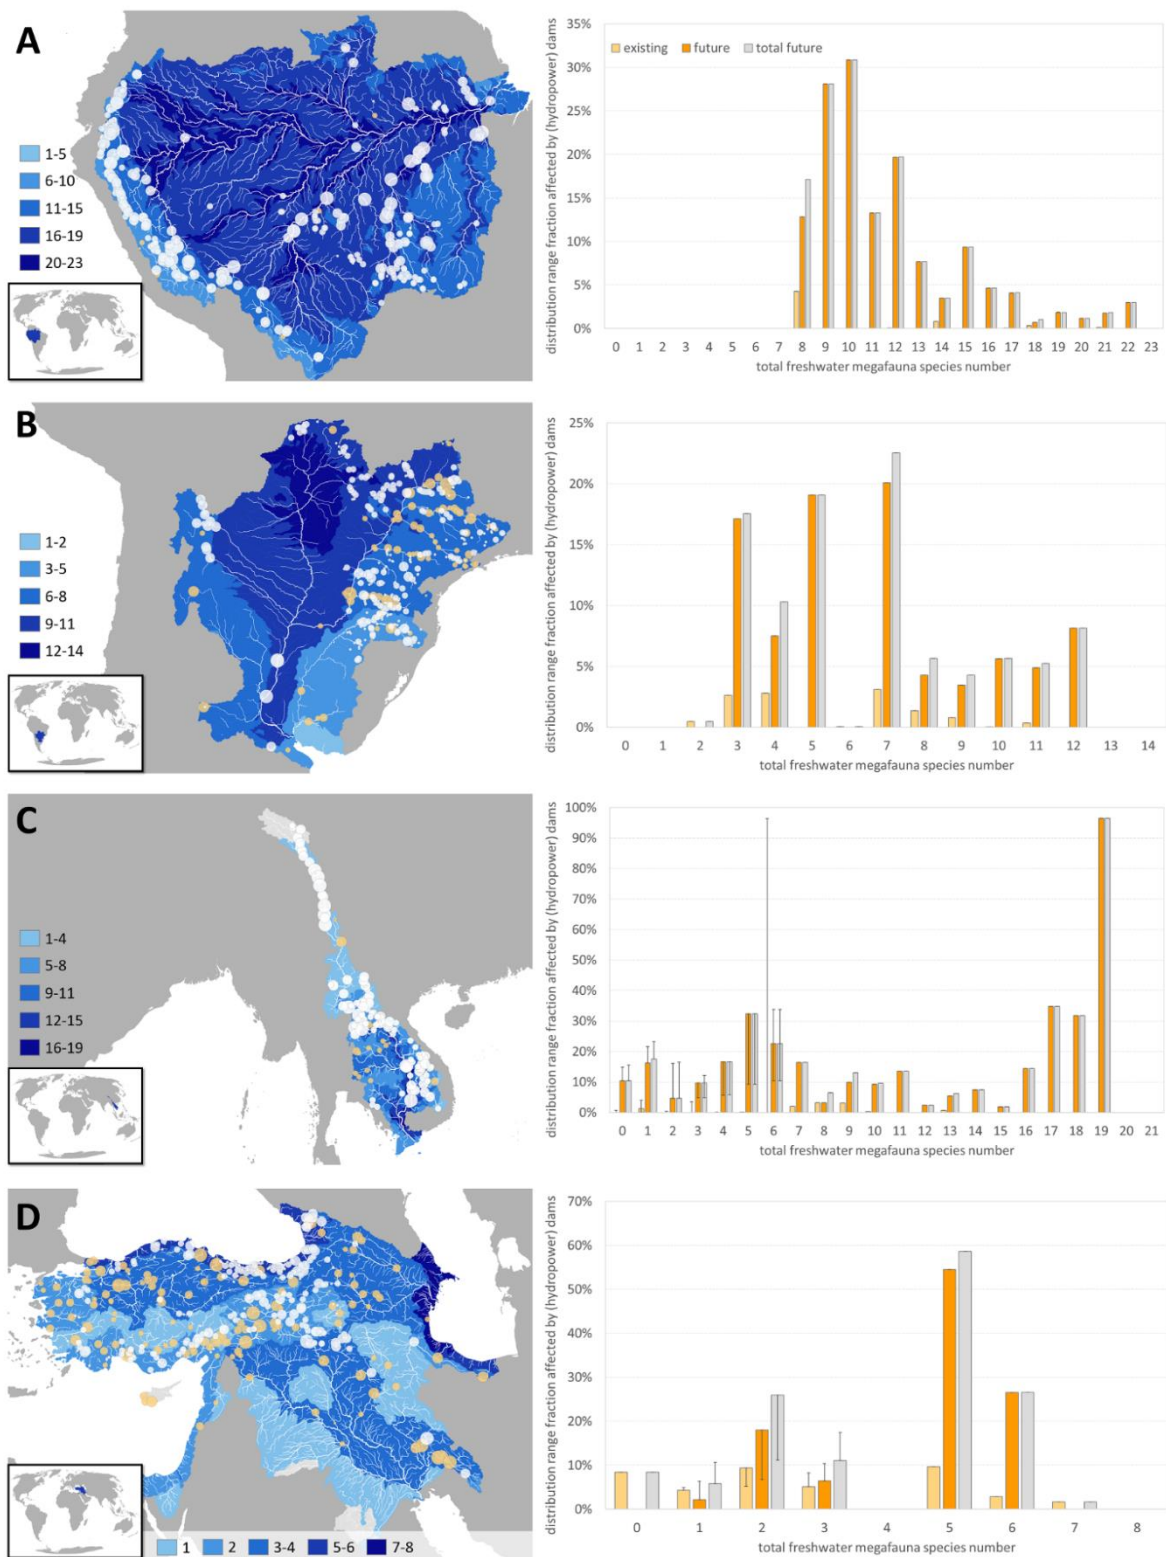 A
1-5
6-10
11-15
16-19
20-23
distribution range fraction affected by (hydropower) dams
35%
30%
25%
20%
15%
10%
5%
0%
existing future total future
0 1 2 3 4 5 6 7 8 9 10 11 12 13 14 15 16 17 18 19 20 21 22 23
total freshwater megafauna species number
B
1-2
3-5
6-8
9-11
12-14
distribution range fraction affected by (hydropower) dams
25%
20%
15%
10%
5%
0%
0 1 2 3 4 5 6 7 8 9 10 11 12 13 14
total freshwater megafauna species number
C
1-4
5-8
9-11
12-15
16-19
distribution range fraction affected by (hydropower) dams
100%
90%
80%
70%
60%
50%
40%
30%
20%
10%
0%
0 1 2 3 4 5 6 7 8 9 10 11 12 13 14 15 16 17 18 19 20 21
total freshwater megafauna species number
D
1 2 3-4 5-6 7-8
distribution range fraction affected by (hydropower) dams
70%
60%
50%
40%
30%
20%
10%
0%
0 1 2 3 4 5 6 7 8
total freshwater megafauna species number